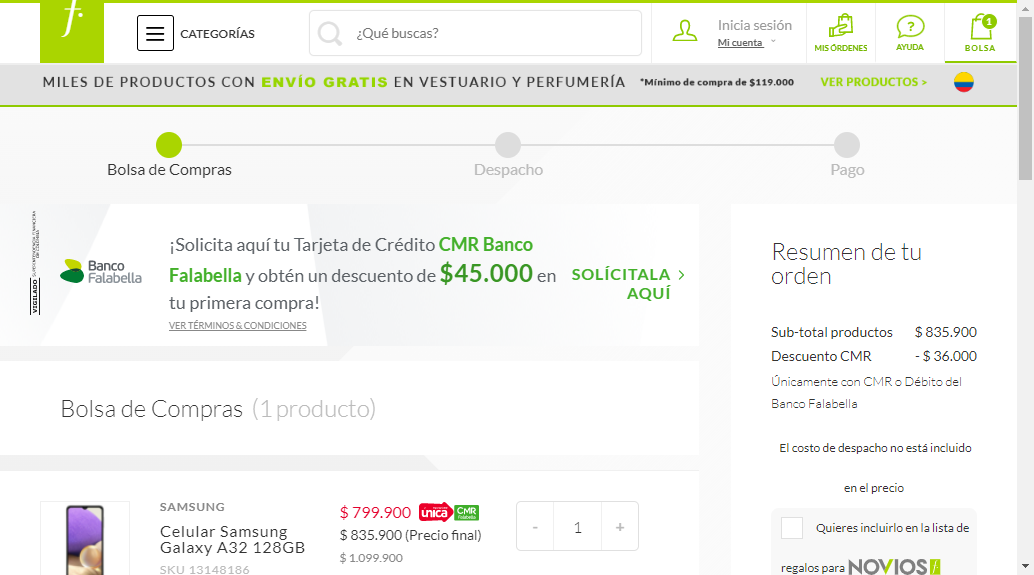 f.
CATEGORÍAS
¿Qué buscas?
Inicia sesión
Mi cuenta
MIS ÓRDENES
AYUDA
1
BOLSA
MILES DE PRODUCTOS CON ENVÍO GRATIS EN VESTUARIO Y PERFUMERÍA *Mínimo de compra de $119.000 VER PRODUCTOS >
Bolsa de Compras
Despacho
Pago
VIGILADO SUPERINTENDENCIA FINANCIERA
DE COLOMBIA
Banco
Falabella
¡Solicita aquí tu Tarjeta de Crédito CMR Banco
Falabella y obtén un descuento de $45.000 en
tu primera compra!
VER TÉRMINOS & CONDICIONES
SOLÍCITALA >
AQUÍ
Bolsa de Compras (1 producto)
SAMSUNG
Celular Samsung
Galaxy A32 128GB
SKU 13148186
$ 799.900 única CMR Falabella
$ 835.900 (Precio final)
$ 1.099.900
- 1 +
Resumen de tu
orden
Sub-total productos $ 835.900
Descuento CMR - $ 36.000
Únicamente con CMR o Débito del
Banco Falabella
El costo de despacho no está incluido
en el precio
Quieres incluirlo en la lista de
regalos para NOVIOS f